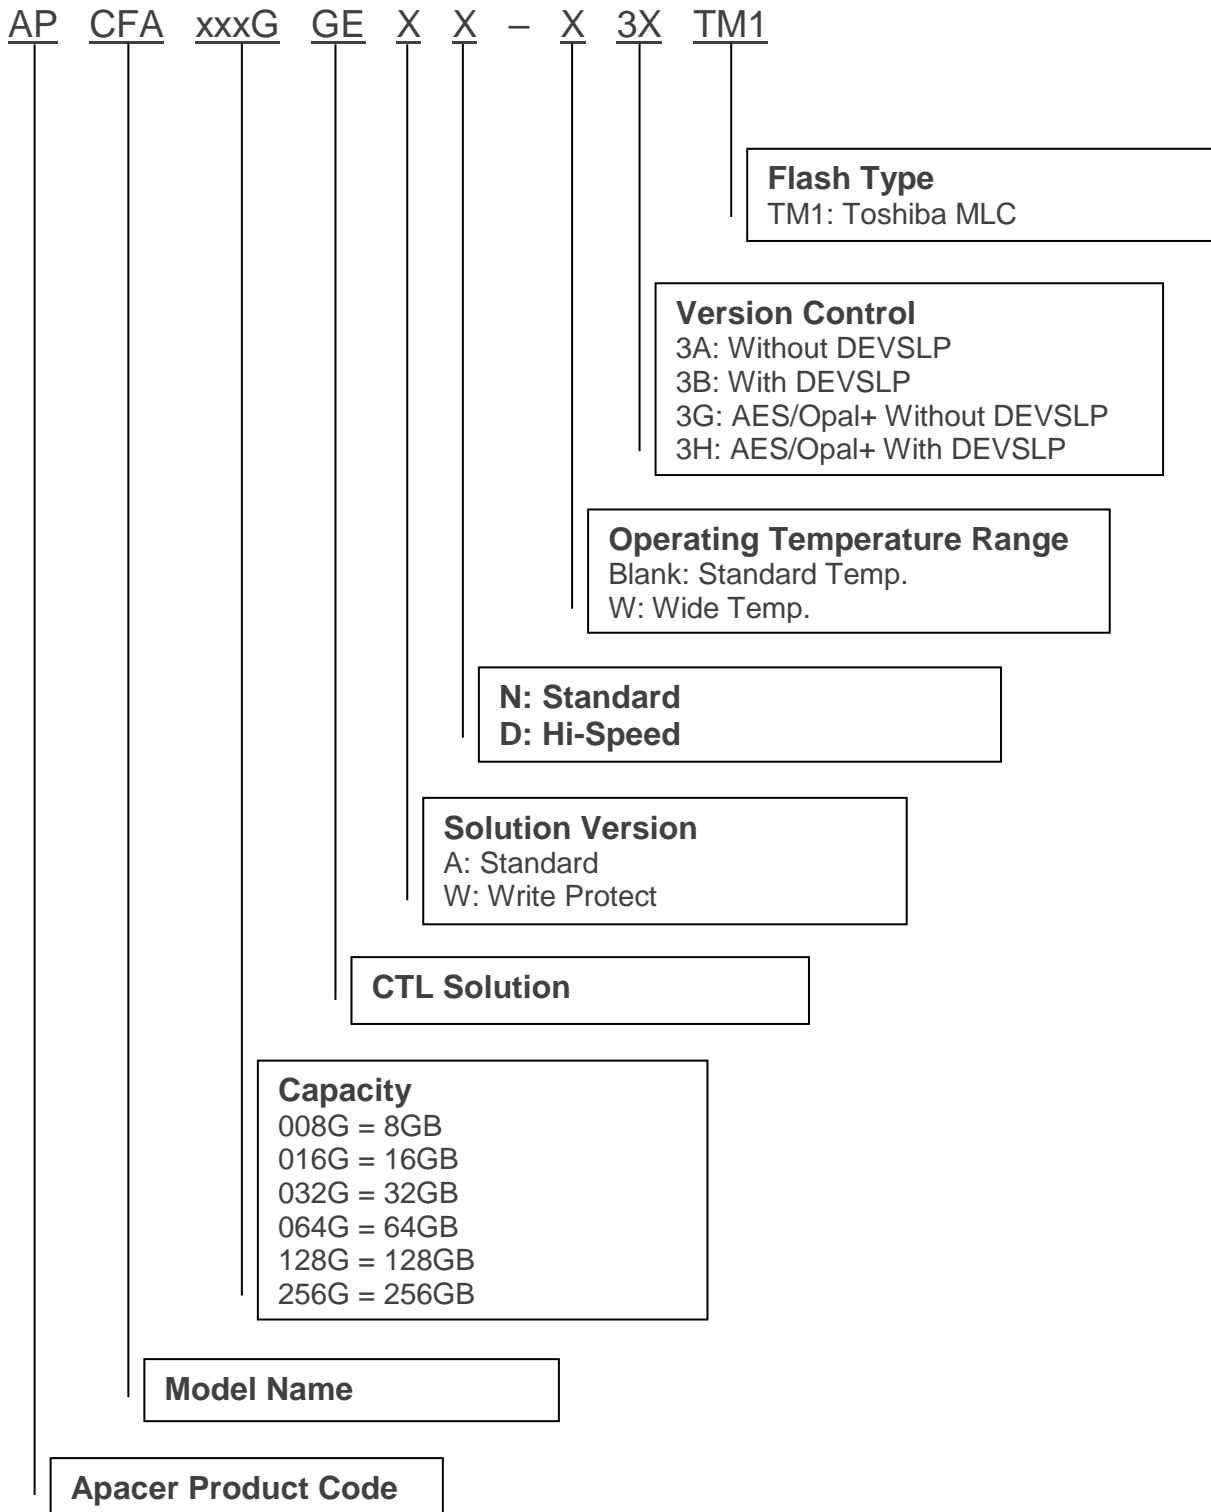 AP CFA xxxG GE X X – X 3X TM1
Flash Type
TM1: Toshiba MLC
Version Control
3A: Without DEVSLP
3B: With DEVSLP
3G: AES/Opal+ Without DEVSLP
3H: AES/Opal+ With DEVSLP
Operating Temperature Range
Blank: Standard Temp.
W: Wide Temp.
N: Standard
D: Hi-Speed
Solution Version
A: Standard
W: Write Protect
CTL Solution
Capacity
008G = 8GB
016G = 16GB
032G = 32GB
064G = 64GB
128G = 128GB
256G = 256GB
Model Name
Apacer Product Code